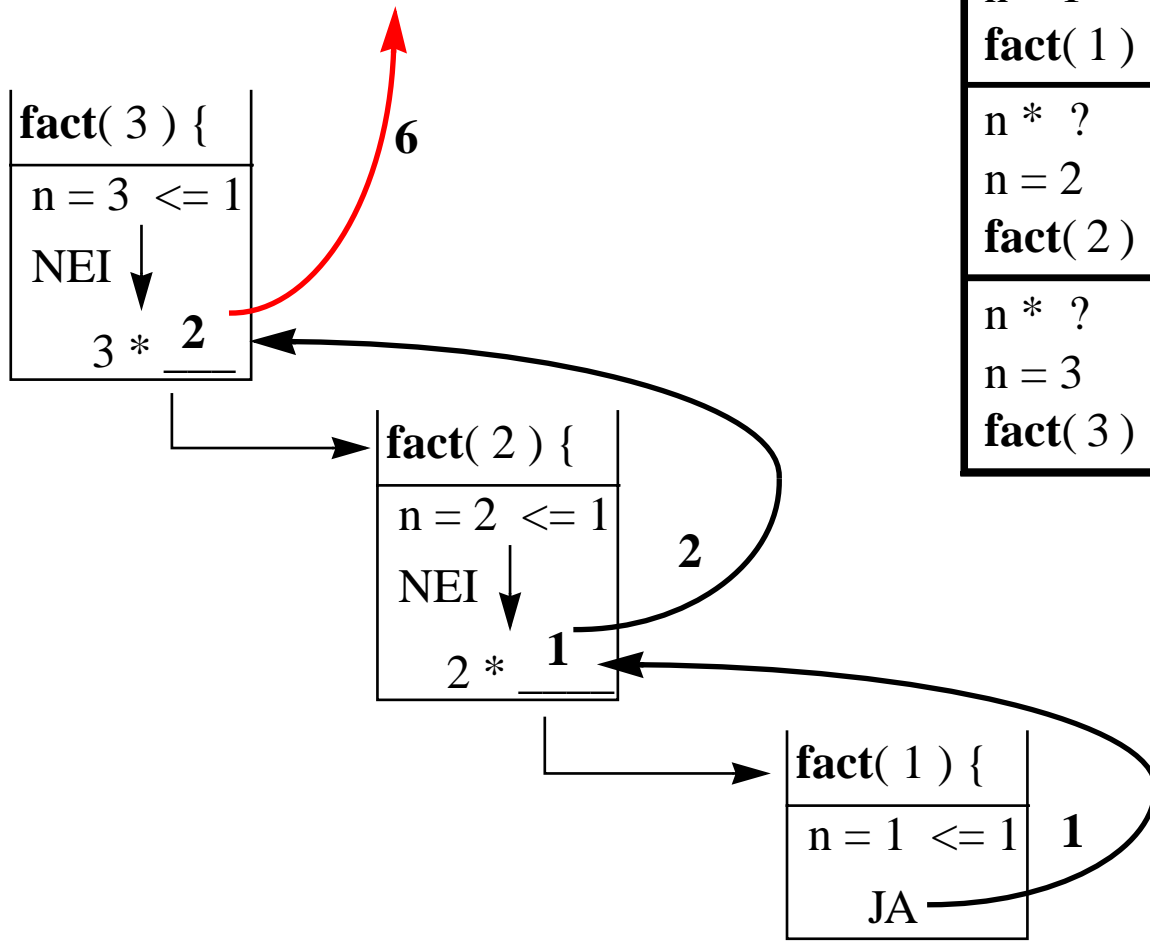 6
fact( 3 ) {
n = 3 <= 1
NEI
3 * 2
2
fact( 2 ) {
n = 2 <= 1
NEI
2 * 1
1
fact( 1 ) {
n = 1 <= 1
JA
fact( 1 )
n * ?
n = 2
fact( 2 )
n * ?
n = 3
fact( 3 )